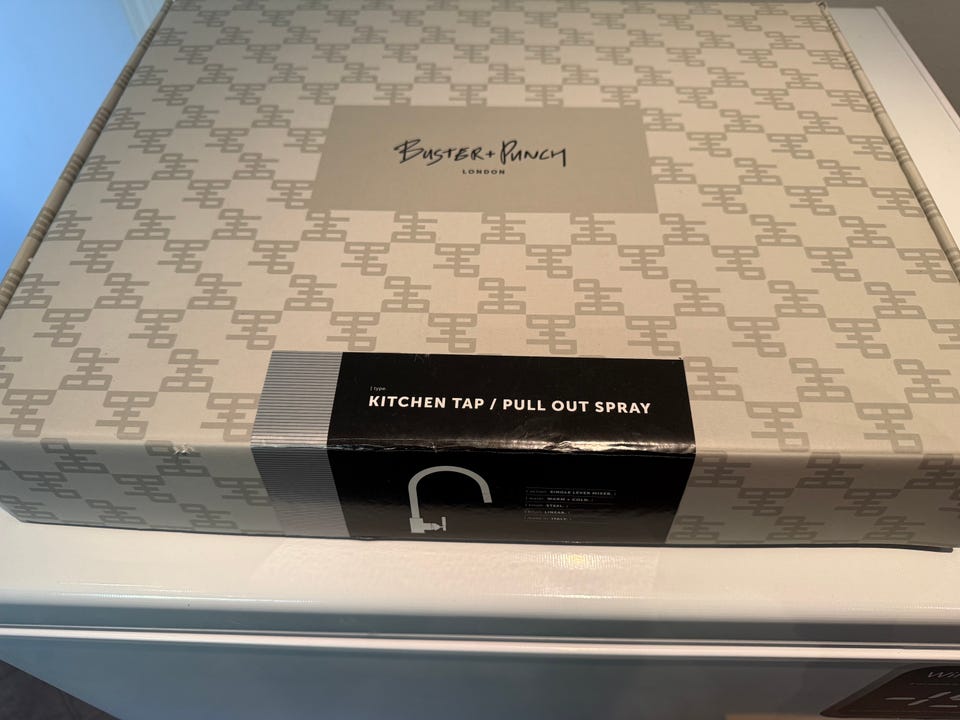 BUSTER + PUNCH
LONDON
[ type.
KITCHEN TAP / PULL OUT SPRAY
SINGLE LEVER MIXER. ]
WARM + COLD. ]
STEEL. ]
LINEAR. ]
ITALY. ]